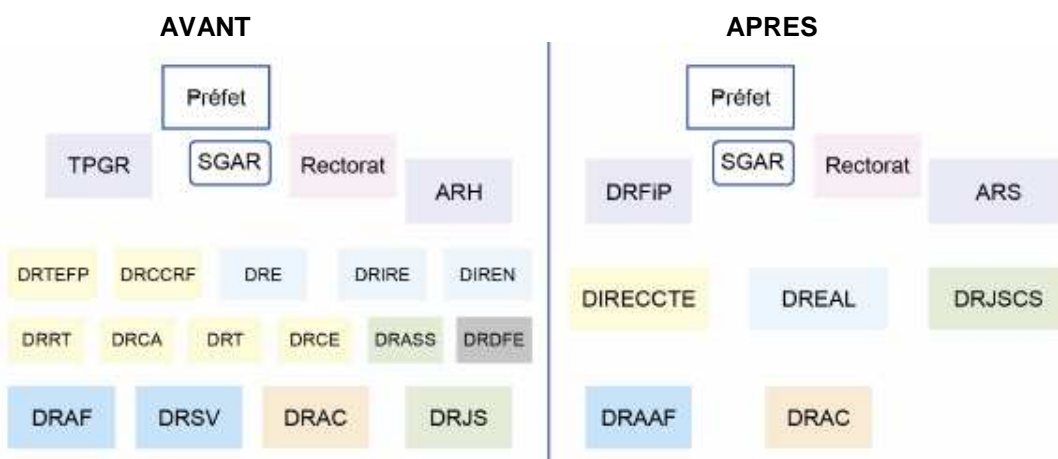 AVANT
Préfet
TPGR SGAR Rectorat
ARH
DRTEFP DRCCRF DRE DRIRE DIREN
DRRT DRCA DRT DRCE DRASS DRDFE
DRAF DRSV DRAC DRJS
APRES
Préfet
DRFiP SGAR Rectorat ARS
DIRECCTE DREAL DRJSCS
DRAAF DRAC